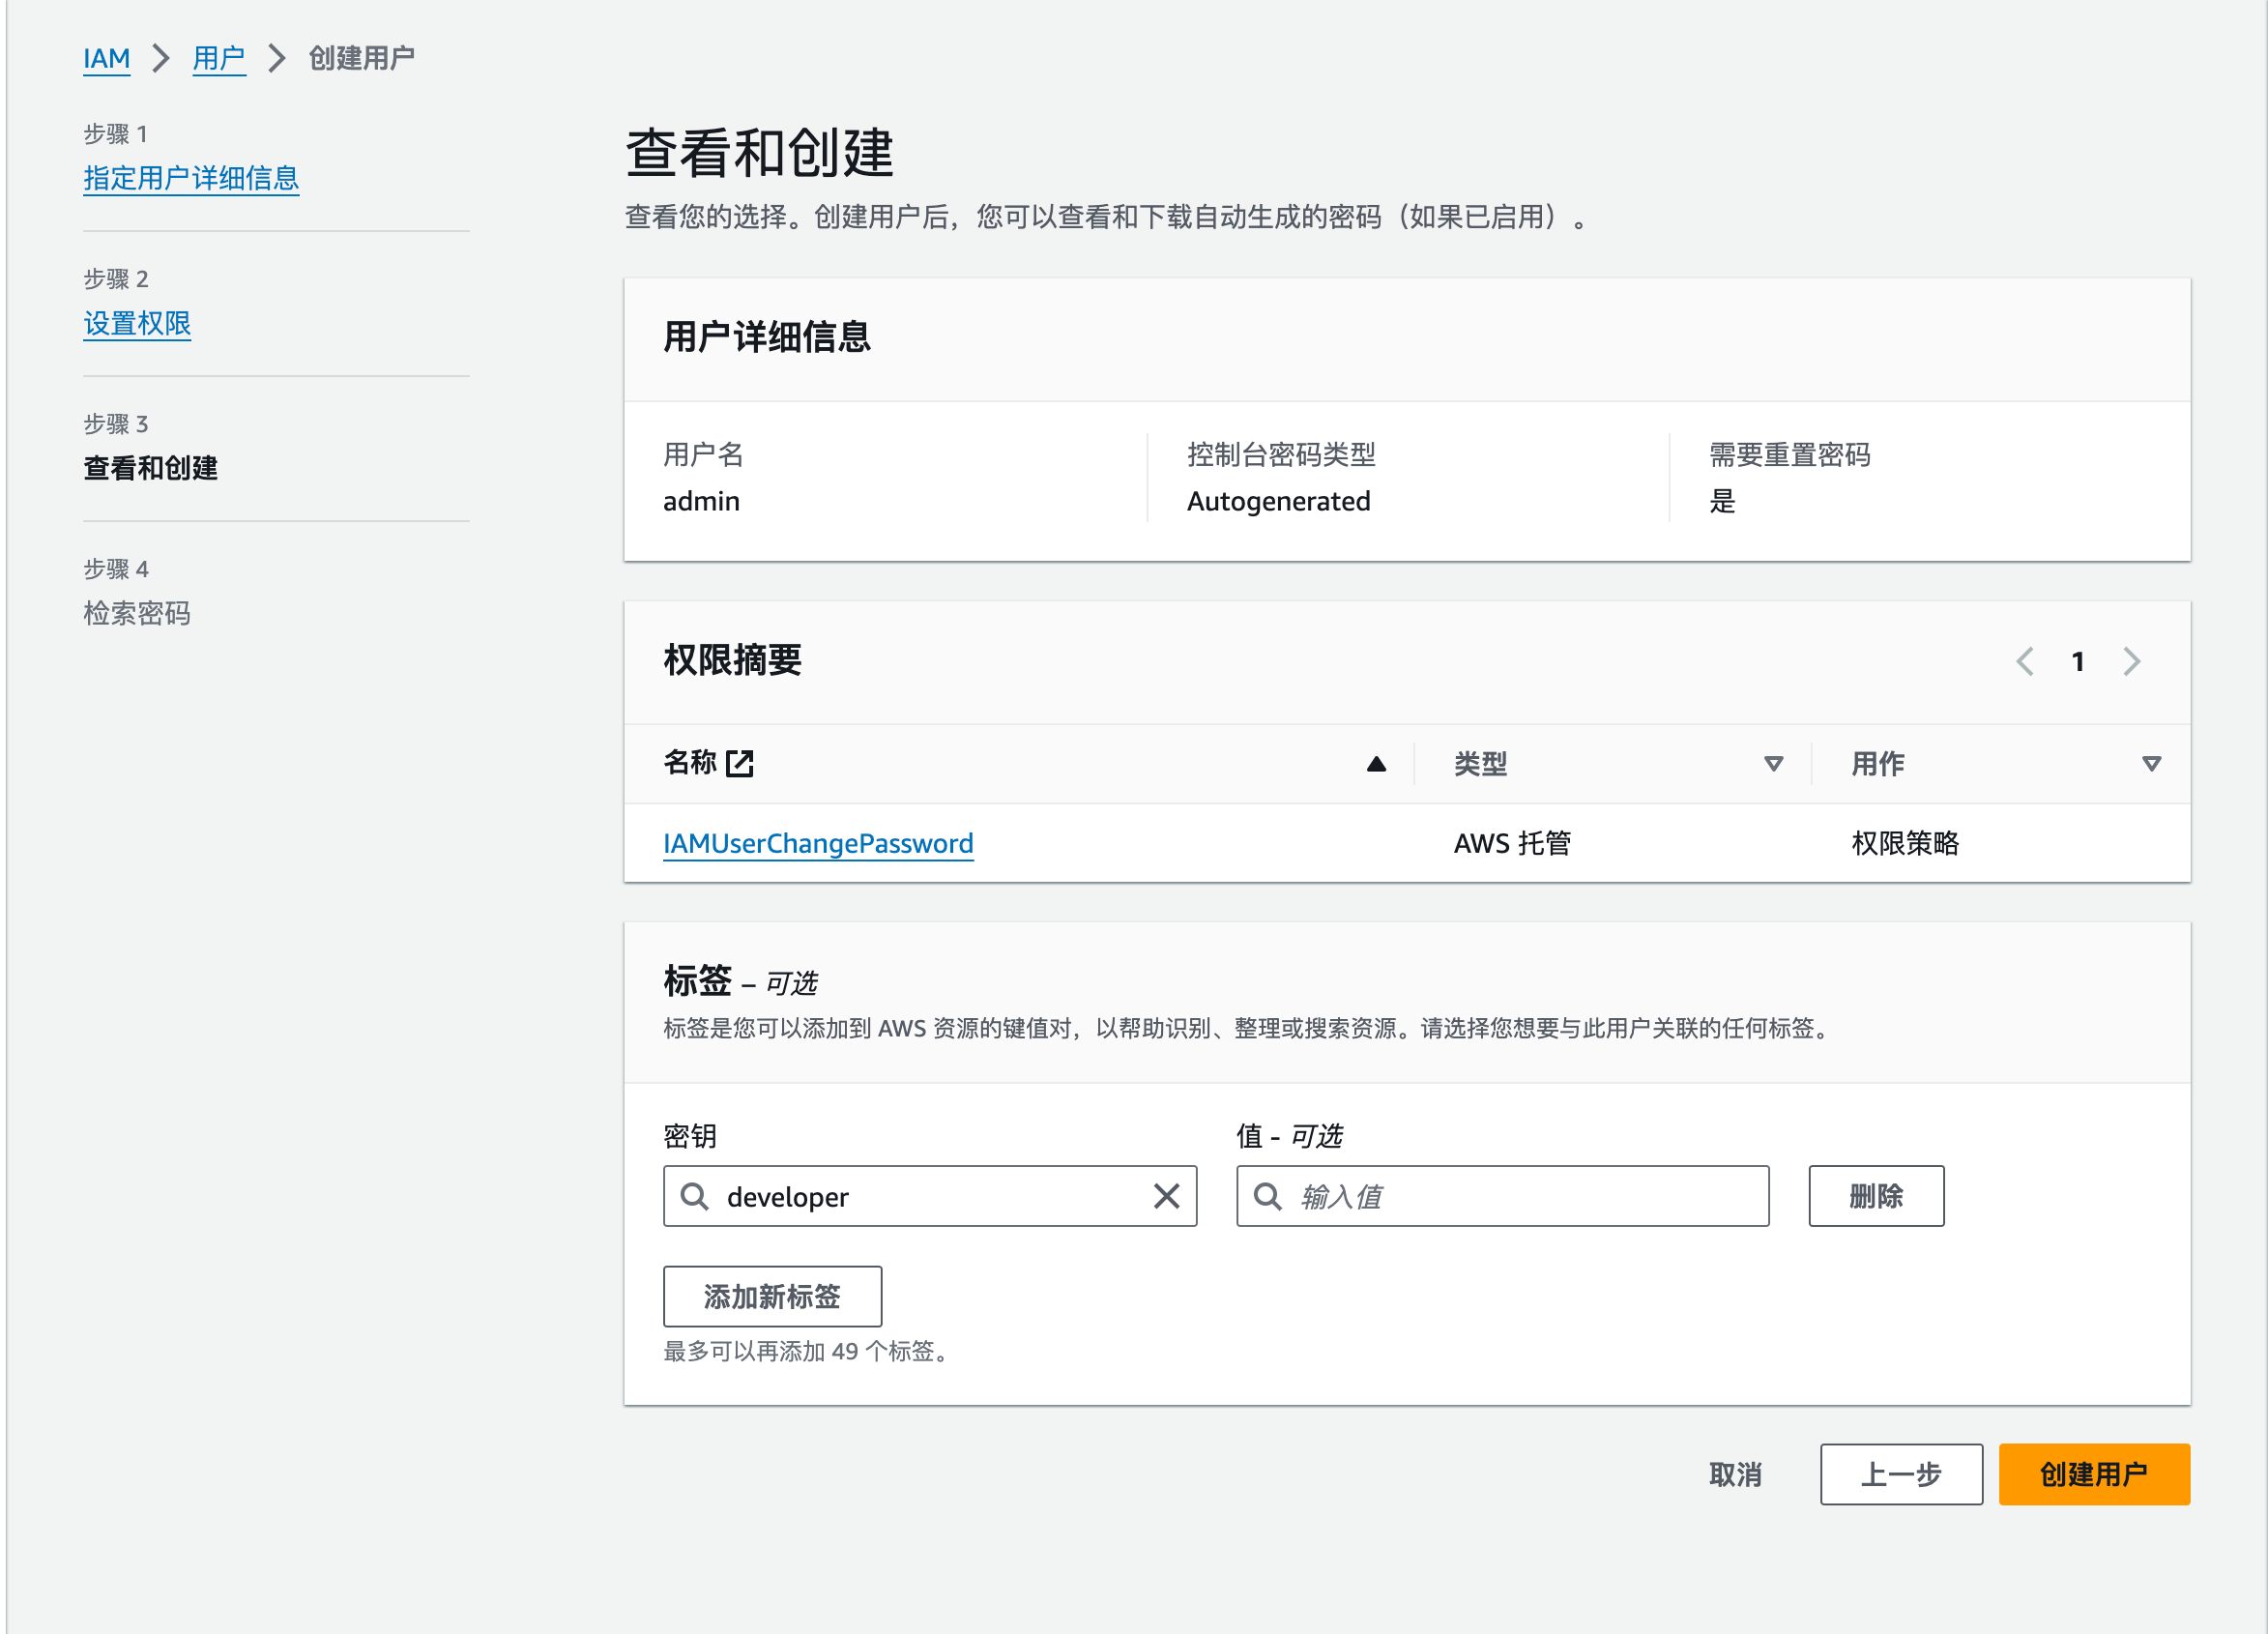 IAM > 用户 > 创建用户
步骤 1
指定用户详细信息
步骤 2
设置权限
步骤 3
查看和创建
步骤 4
检索密码
查看和创建
查看您的选择。创建用户后，您可以查看和下载自动生成的密码（如果已启用）。
用户详细信息
用户名
admin
控制台密码类型
Autogenerated
需要重置密码
是
权限摘要
1
名称 类型 用作
IAMUserChangePassword AWS 托管 权限策略
标签 – 可选
标签是您可以添加到 AWS 资源的键值对，以帮助识别、整理或搜索资源。请选择您想要与此用户关联的任何标签。
密钥 值 - 可选
developer 输入值 删除
添加新标签
最多可以再添加 49 个标签。
取消 上一步 创建用户